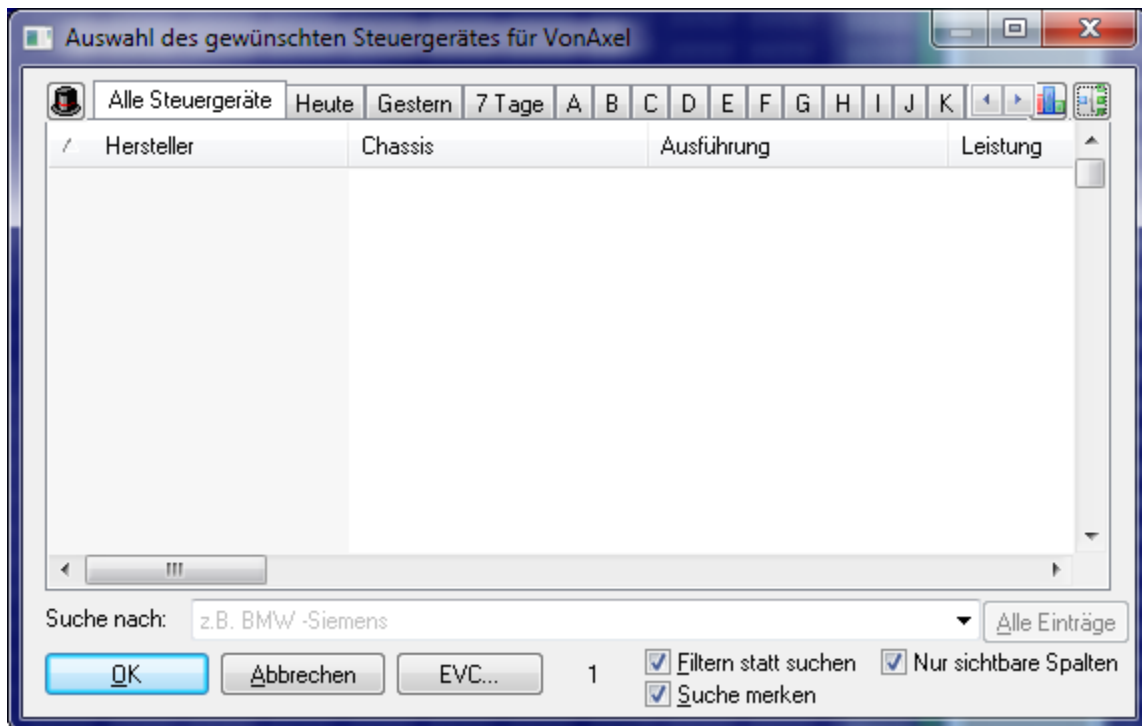 Auswahl des gewünschten Steuergerätes für VonAxel
Alle Steuergeräte Heute Gestern 7 Tage A B C D E F G H I J K
Hersteller Chassis Ausführung Leistung
Suche nach: z.B. BMW -Siemens Alle Einträge
OK Abbrechen EVC... 1 Filtern statt suchen Nur sichtbare Spalten
Suche merken